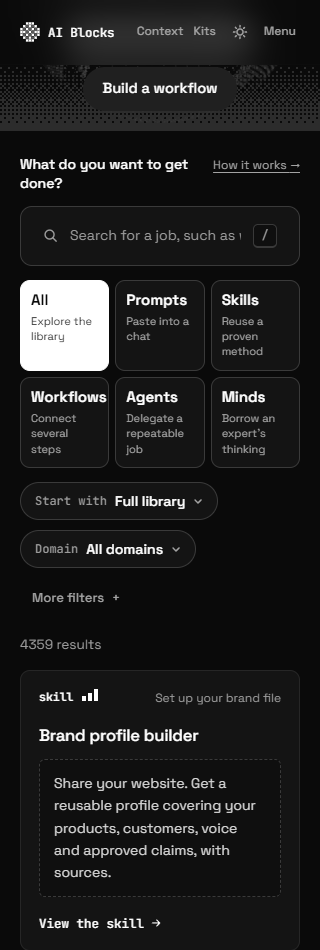 AI Blocks Context Kits Menu
Build a workflow
What do you want to get done?
How it works →
Search for a job, such as /
All
Explore the library
Prompts
Paste into a chat
Skills
Reuse a proven method
Workflows
Connect several steps
Agents
Delegate a repeatable job
Minds
Borrow an expert's thinking
Start with Full library
Domain All domains
More filters +
4359 results
skill Set up your brand file
Brand profile builder
Share your website. Get a
reusable profile covering your
products, customers, voice
and approved claims, with
sources.
View the skill →